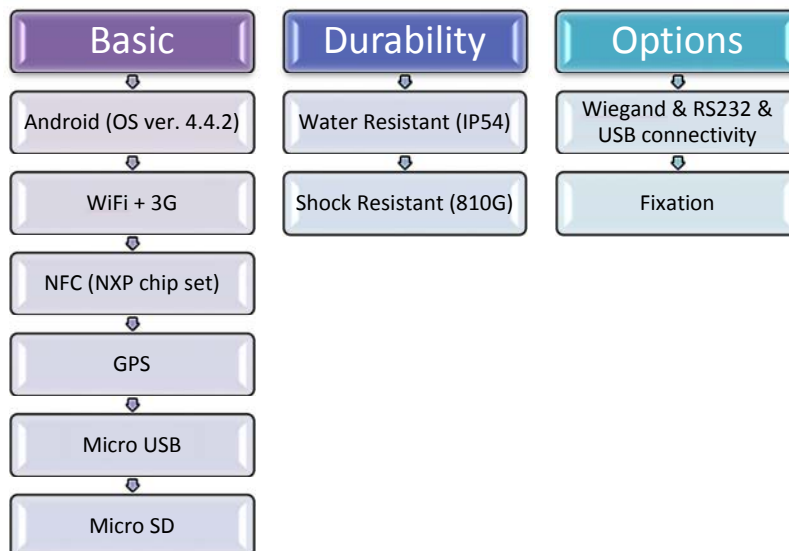 Basic
Android (OS ver. 4.4.2)
WiFi + 3G
NFC (NXP chip set)
GPS
Micro USB
Micro SD
Durability
Water Resistant (IP54)
Shock Resistant (810G)
Options
Wiegand & RS232 &
USB connectivity
Fixation